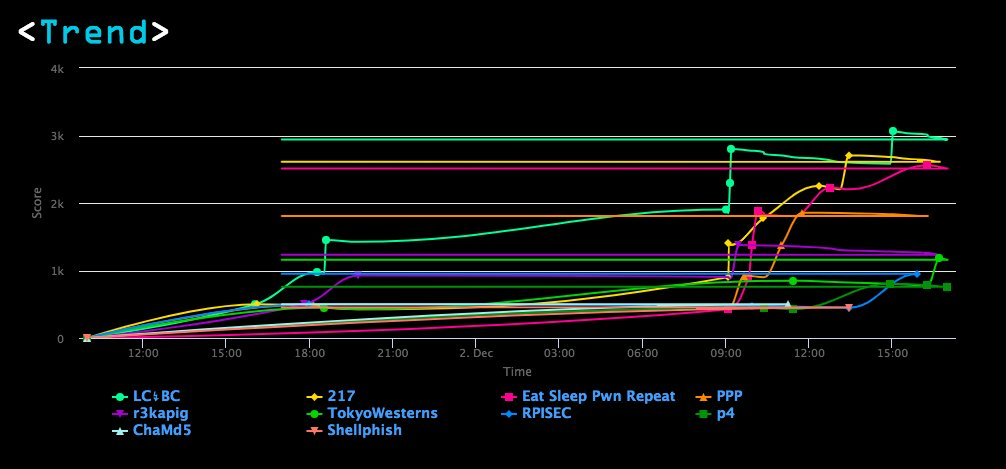 <Trend>
4k
3k
2k
1k
0
Score
12:00 15:00 18:00 21:00 2. Dec 03:00 06:00 09:00 12:00 15:00
Time
LC↯BC 217 Eat Sleep Pwn Repeat PPP
r3kapig TokyoWesterns RPISEC p4
ChaMd5 Shellphish